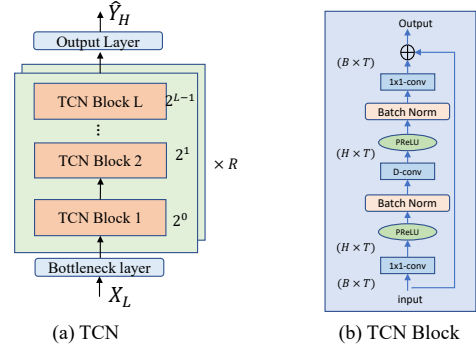 Ŷ_H
Output Layer
TCN Block L 2^{L-1}
⋮
TCN Block 2 2^1
× R
TCN Block 1 2^0
Bottleneck layer
X_L
(a) TCN
Output
(B × T)
1x1-conv
Batch Norm
PReLU
(H × T)
D-conv
Batch Norm
PReLU
(H × T)
1x1-conv
(B × T)
input
(b) TCN Block